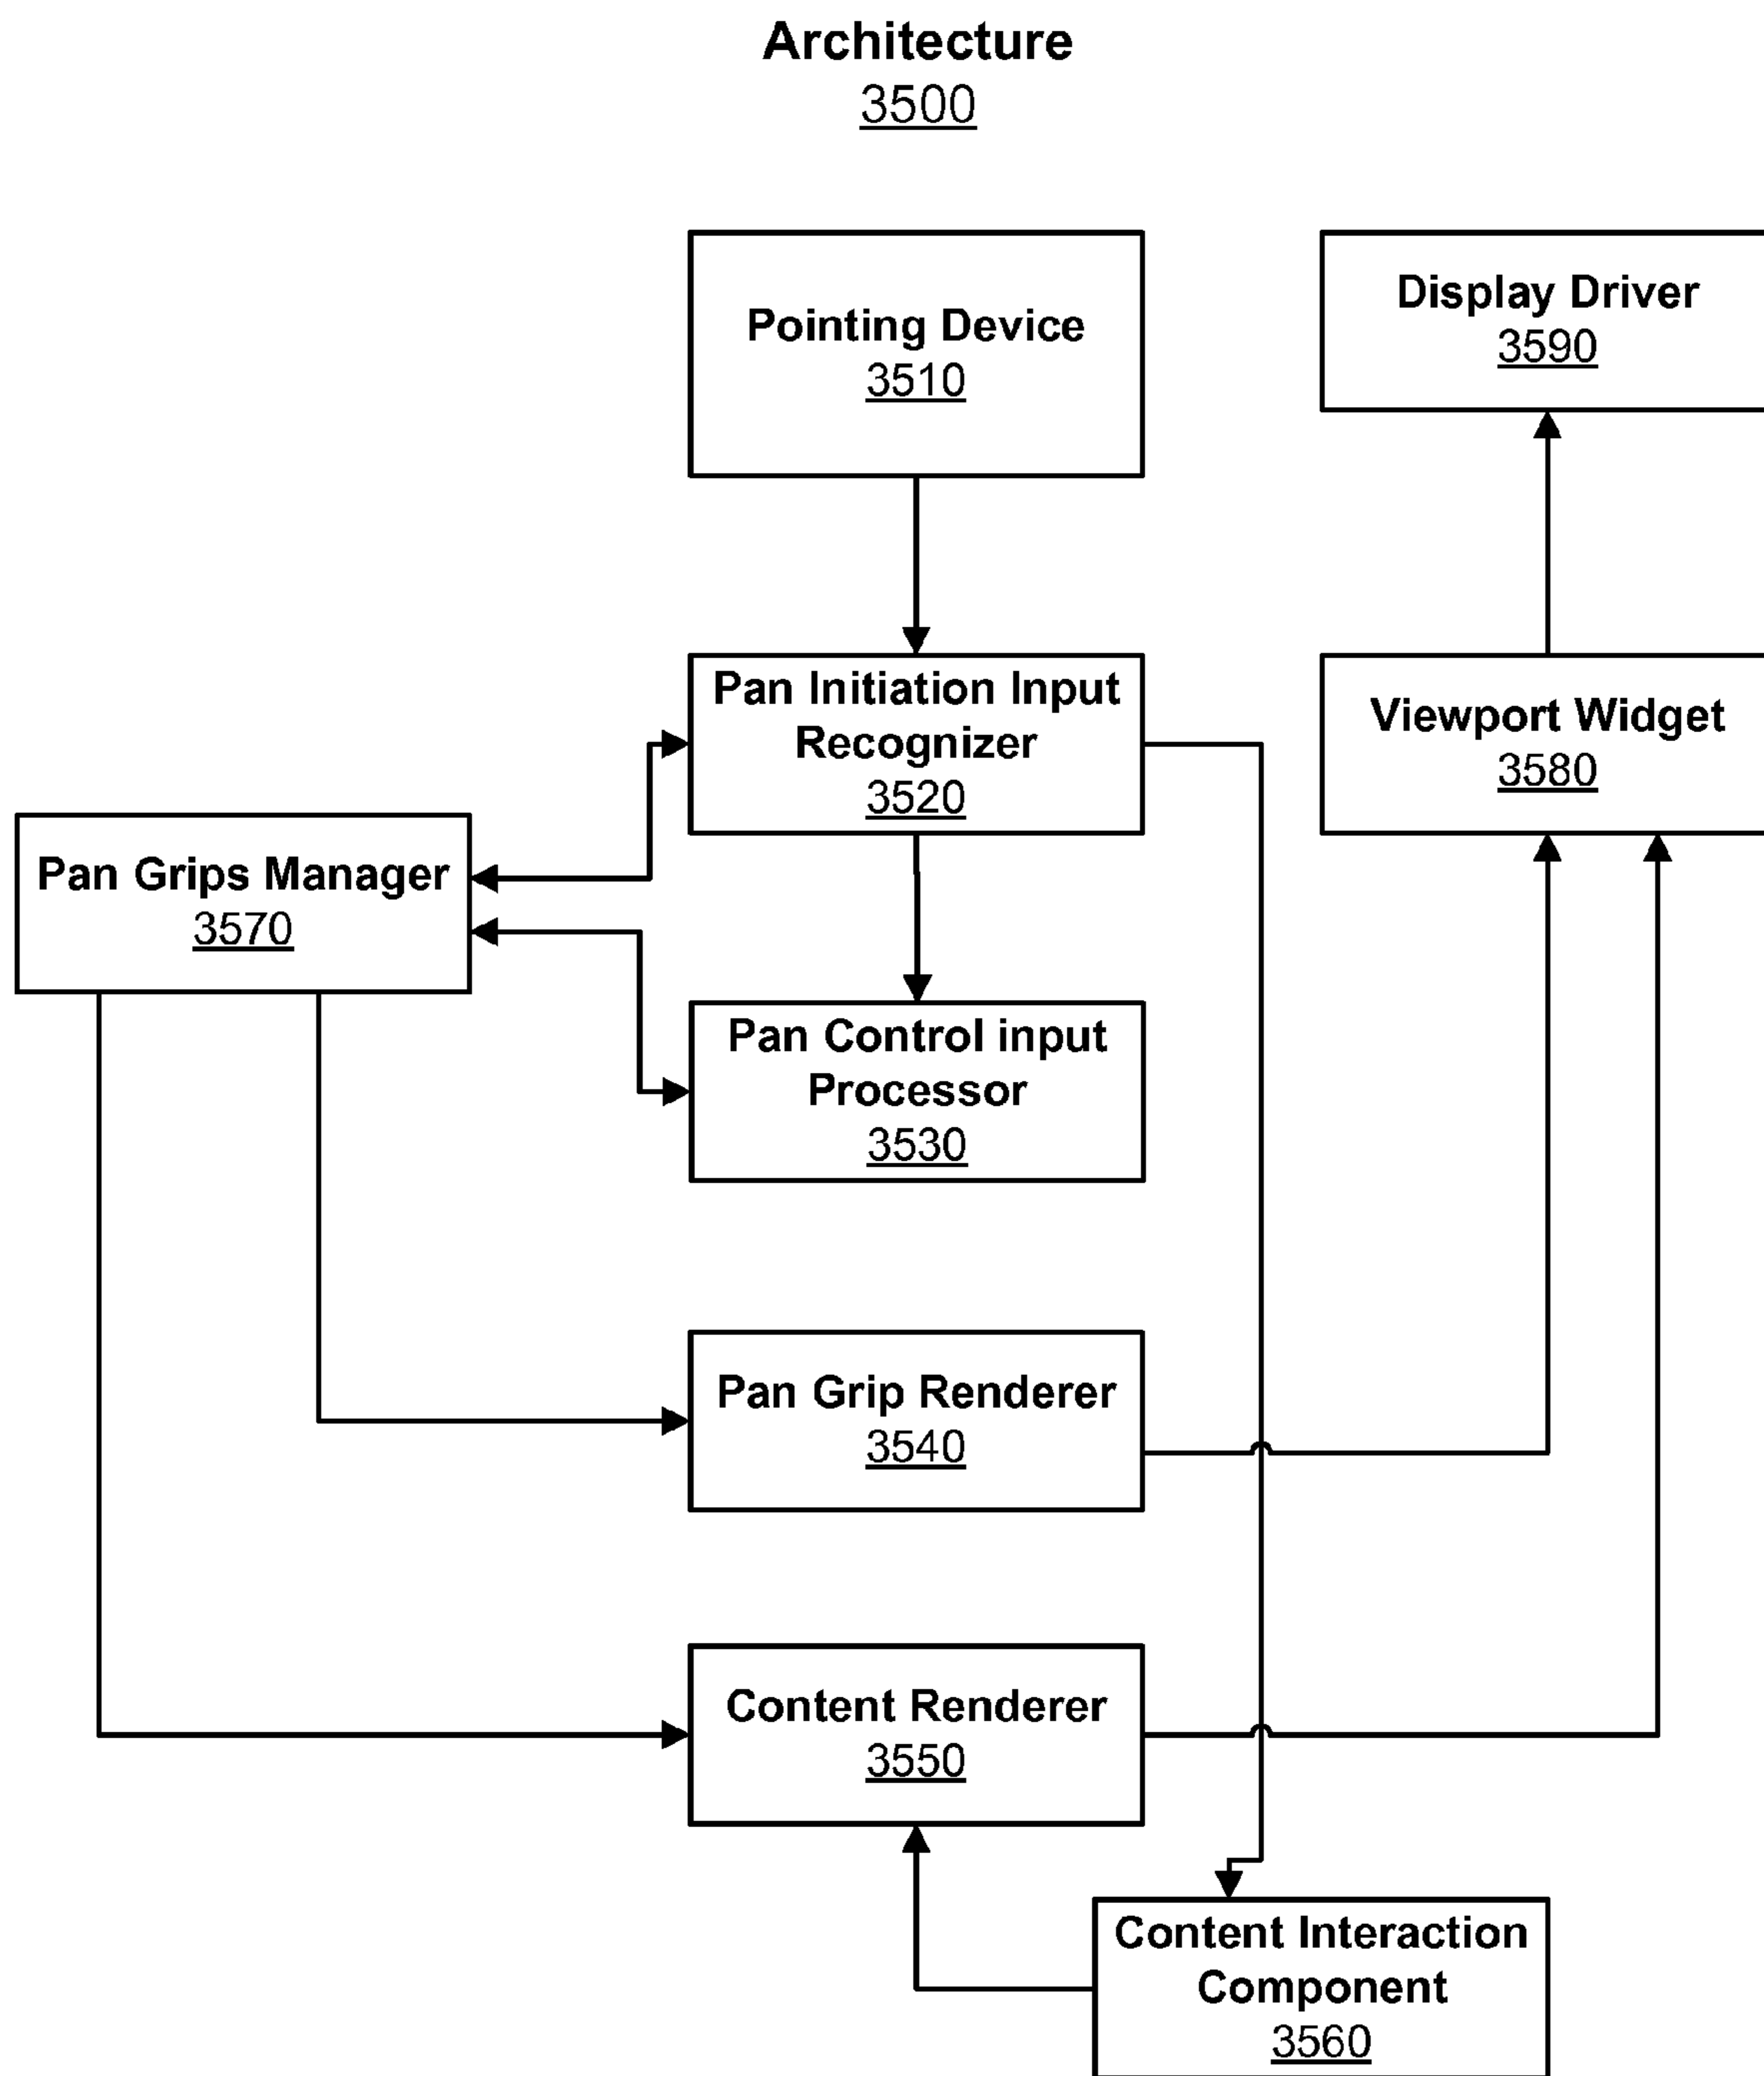 Architecture
3500
Pointing Device
3510
Display Driver
3590
Pan Initiation Input
Recognizer
3520
Viewport Widget
3580
Pan Grips Manager
3570
Pan Control input
Processor
3530
Pan Grip Renderer
3540
Content Renderer
3550
Content Interaction
Component
3560